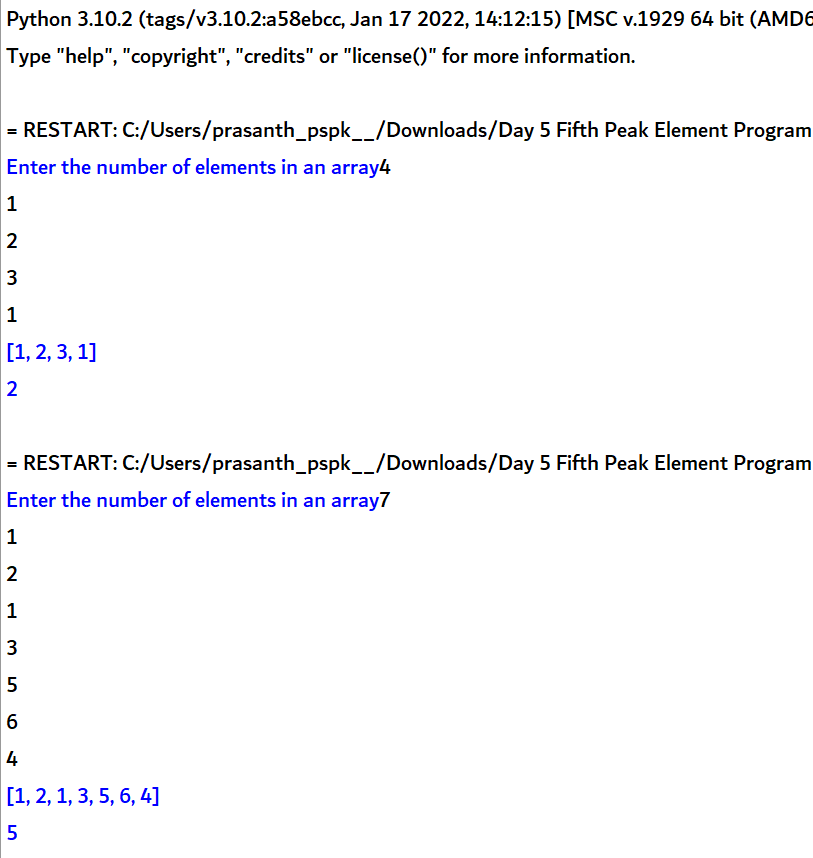 Python 3.10.2 (tags/v3.10.2:a58ebcc, Jan 17 2022, 14:12:15) [MSC v.1929 64 bit (AMD6
Type "help", "copyright", "credits" or "license()" for more information.
= RESTART: C:/Users/prasanth_pspk__/Downloads/Day 5 Fifth Peak Element Program
Enter the number of elements in an array4
1
2
3
1
[1, 2, 3, 1]
2
= RESTART: C:/Users/prasanth_pspk__/Downloads/Day 5 Fifth Peak Element Program
Enter the number of elements in an array7
1
2
1
3
5
6
4
[1, 2, 1, 3, 5, 6, 4]
5